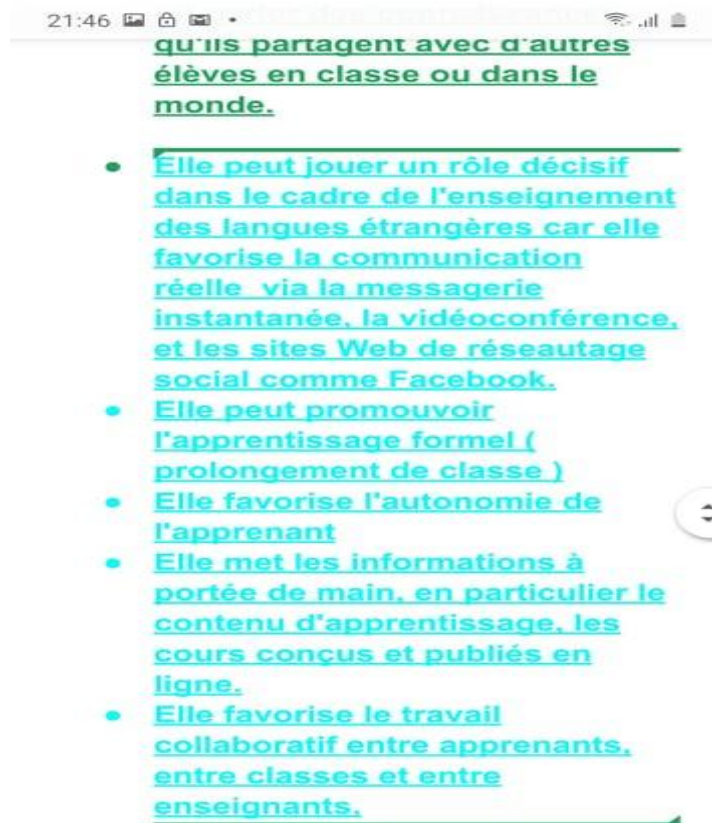 21:46
qu'ils partagent avec d'autres
élèves en classe ou dans le
monde.
Elle peut jouer un rôle décisif
dans le cadre de l'enseignement
des langues étrangères car elle
favorise la communication
réelle via la messagerie
instantanée, la vidéoconférence,
et les sites Web de réseautage
social comme Facebook.
Elle peut promouvoir
l'apprentissage formel (
prolongement de classe )
Elle favorise l'autonomie de
l'apprenant
Elle met les informations à
portée de main, en particulier le
contenu d'apprentissage, les
cours conçus et publiés en
ligne.
Elle favorise le travail
collaboratif entre apprenants,
entre classes et entre
enseignants,